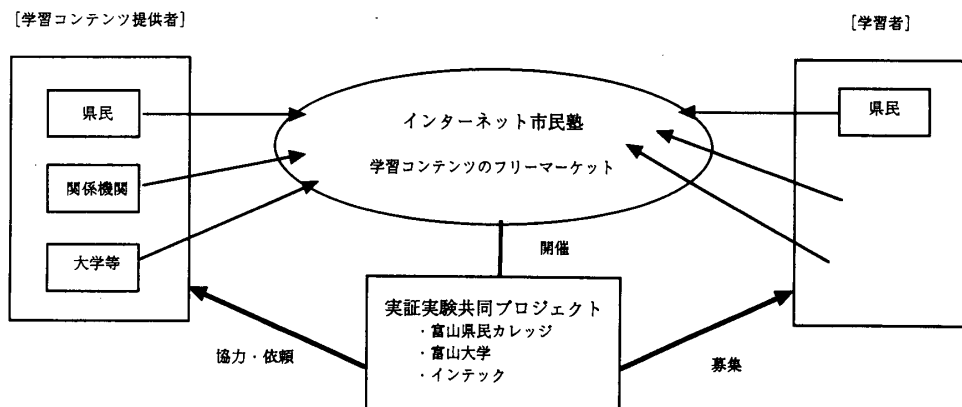 [学習コンテンツ提供者]
[学習者]
県民
関係機関
大学等
インターネット市民塾
学習コンテンツのフリーマーケット
県民
開催
実証実験共同プロジェクト
・富山県民カレッジ
・富山大学
・インテック
協力・依頼
募集